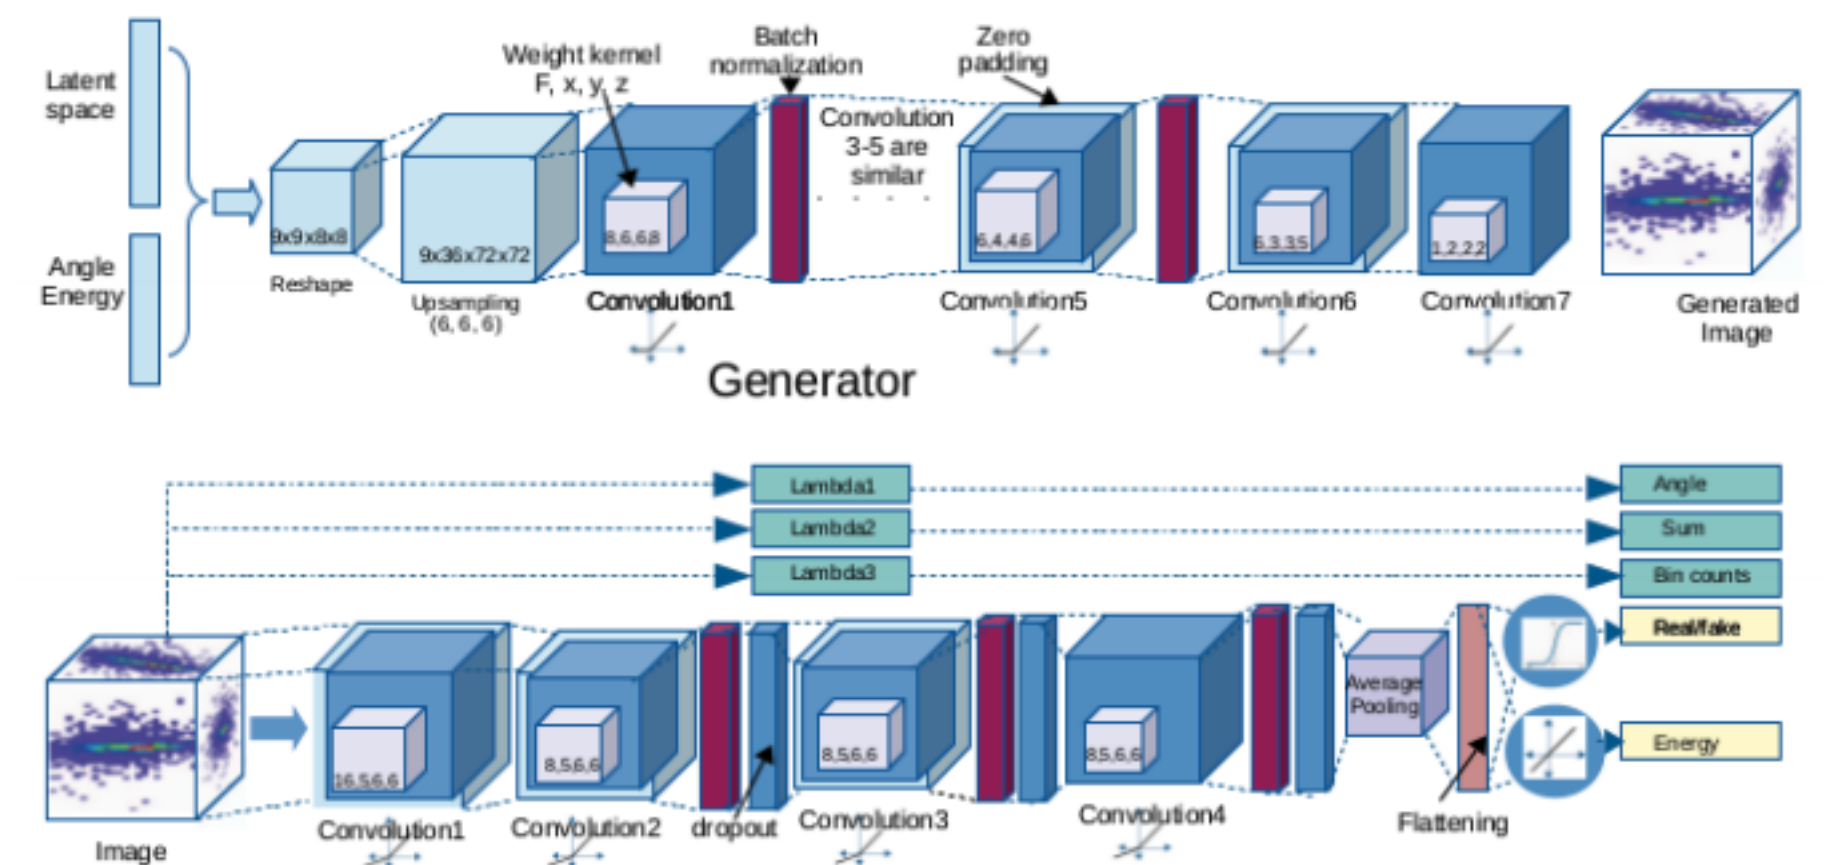 Latent
space
Angle
Energy
9x9x8x8
Reshape
9x36x72x72
Upsampling
(6, 6, 6)
Weight kernel
F, x, y, z
8,6,6,8
Convolution1
Batch
normalization
Convolution
3-5 are
similar
. . . .
Zero
padding
6,4,4,6
Convolution5
6,3,3,5
Convolution6
1,2,2,2
Convolution7
Generated
Image
Generator
Lambda1
Angle
Lambda2
Sum
Lambda3
Bin counts
Image
16,5,6,6
Convolution1
8,5,6,6
Convolution2
dropout
8,5,6,6
Convolution3
8,5,6,6
Convolution4
Average
Pooling
Flattening
Real/fake
Energy